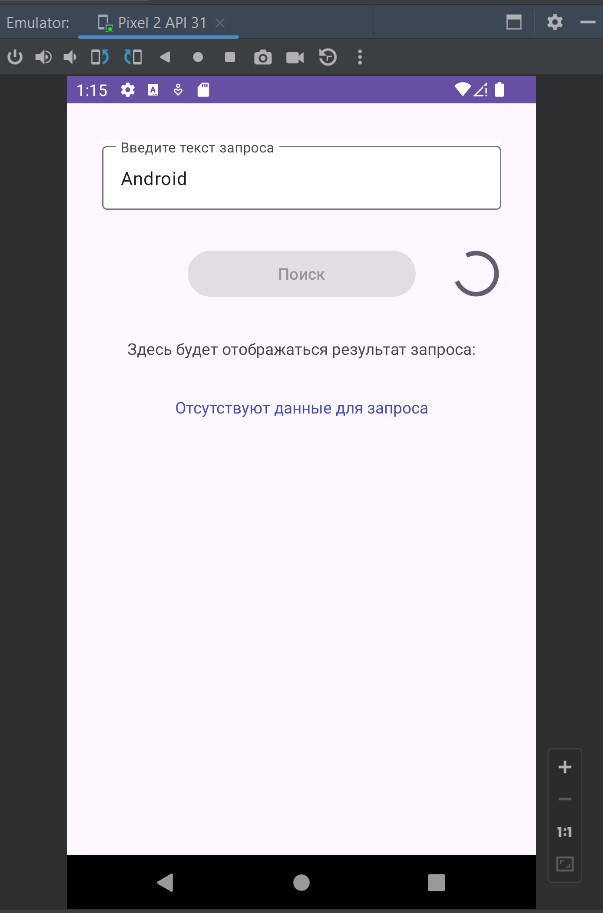 Emulator: Pixel 2 API 31
1:15
Введите текст запроса
Android
Поиск
Здесь будет отображаться результат запроса:
Отсутствуют данные для запроса
1:1